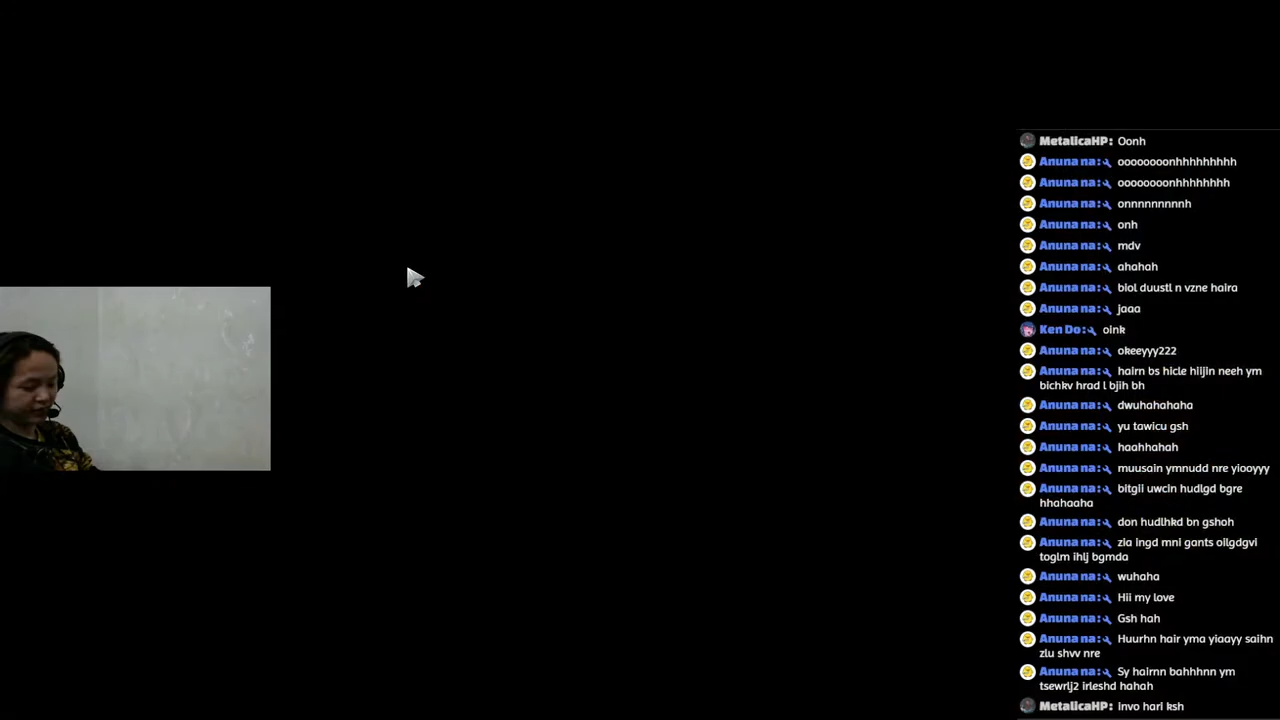 MetalicaHP: Oonh
Anuna na: oooooooonhhhhhhhhh
Anuna na: oooooooonhhhhhhhh
Anuna na: onnnnnnnnnh
Anuna na: onh
Anuna na: mdv
Anuna na: ahahah
Anuna na: biol duustl n vzne haira
Anuna na: jaaa
Ken Do: oink
Anuna na: okeeyyy222
Anuna na: hairn bs hicle hiijin neeh ym
bichkv hrad l bjih bh
Anuna na: dwuhahahaha
Anuna na: yu tawicu gsh
Anuna na: haahhahah
Anuna na: muusain ymnudd nre yiooyyy
Anuna na: bitgii uwcin hudlgd bgre
hhahaaha
Anuna na: don hudlhkd bn gshoh
Anuna na: zia ingd mni gants oilgdgvi
toglm ihlj bgmda
Anuna na: wuhaha
Anuna na: Hii my love
Anuna na: Gsh hah
Anuna na: Huurhn hair yma yiaayy saihn
zlu shvv nre
Anuna na: Sy hairnn bahhhnn ym
tsewrlj2 irleshd hahah
MetalicaHP: invo hari ksh